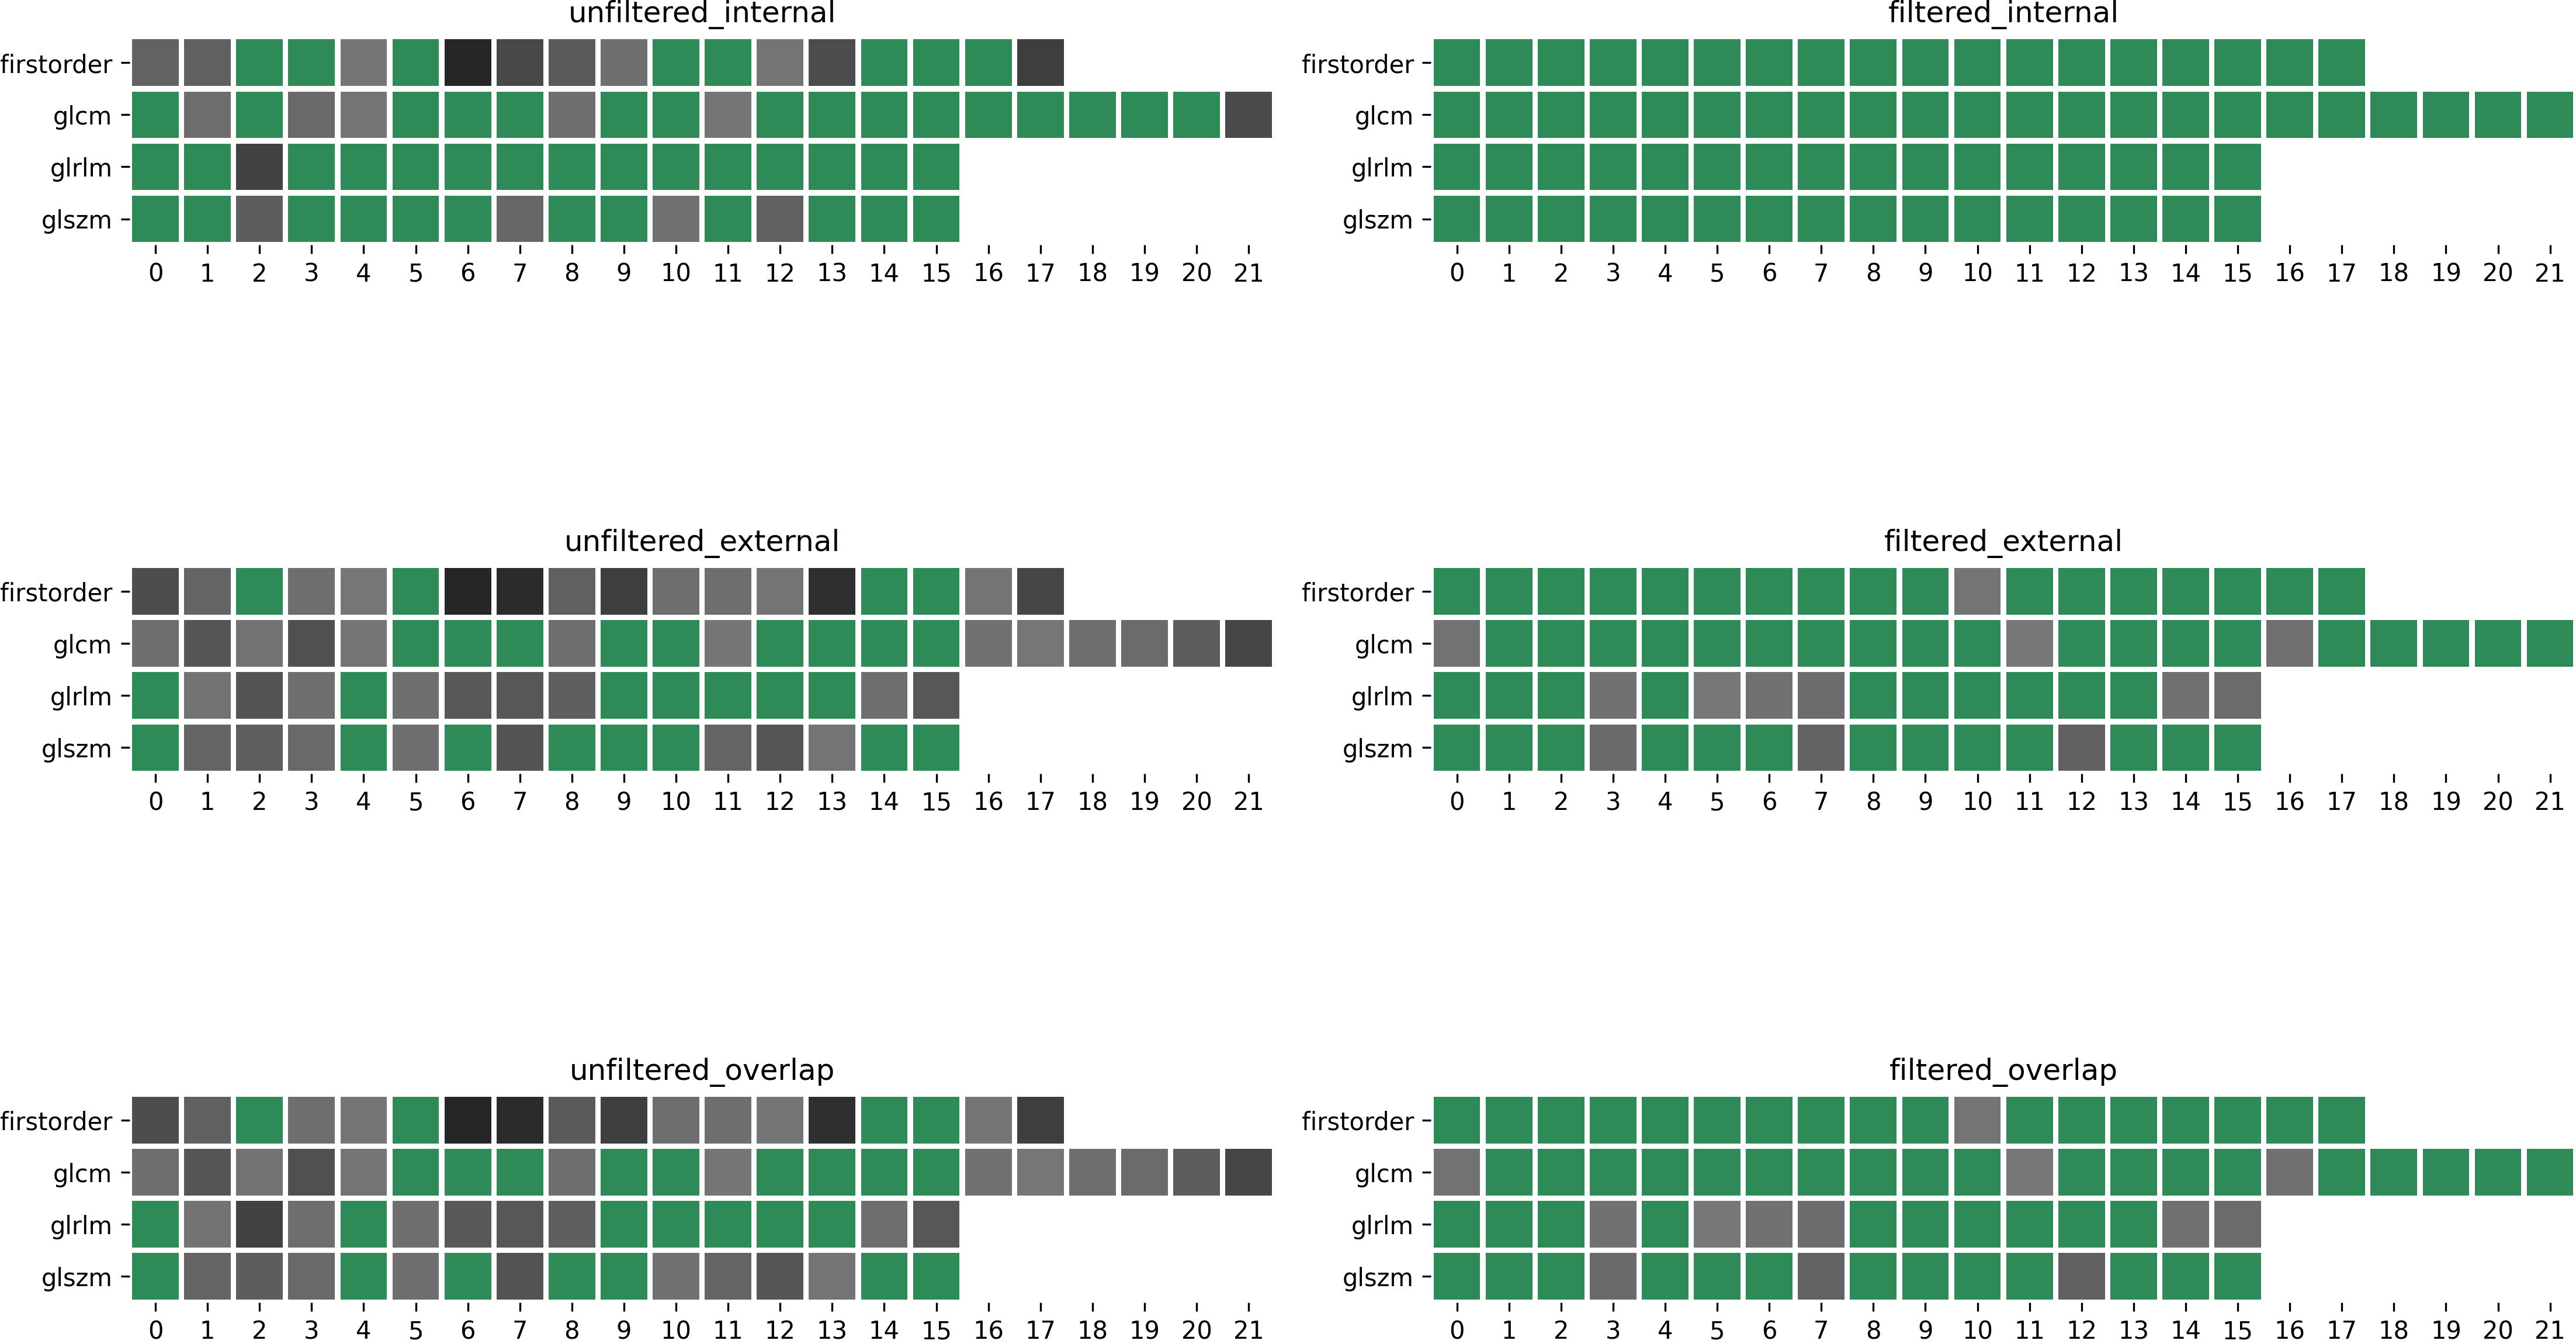 unfiltered_internal
firstorder
glcm
glrlm
glszm
0 1 2 3 4 5 6 7 8 9 10 11 12 13 14 15 16 17 18 19 20 21
filtered_internal
firstorder
glcm
glrlm
glszm
0 1 2 3 4 5 6 7 8 9 10 11 12 13 14 15 16 17 18 19 20 21
unfiltered_external
firstorder
glcm
glrlm
glszm
0 1 2 3 4 5 6 7 8 9 10 11 12 13 14 15 16 17 18 19 20 21
filtered_external
firstorder
glcm
glrlm
glszm
0 1 2 3 4 5 6 7 8 9 10 11 12 13 14 15 16 17 18 19 20 21
unfiltered_overlap
firstorder
glcm
glrlm
glszm
0 1 2 3 4 5 6 7 8 9 10 11 12 13 14 15 16 17 18 19 20 21
filtered_overlap
firstorder
glcm
glrlm
glszm
0 1 2 3 4 5 6 7 8 9 10 11 12 13 14 15 16 17 18 19 20 21